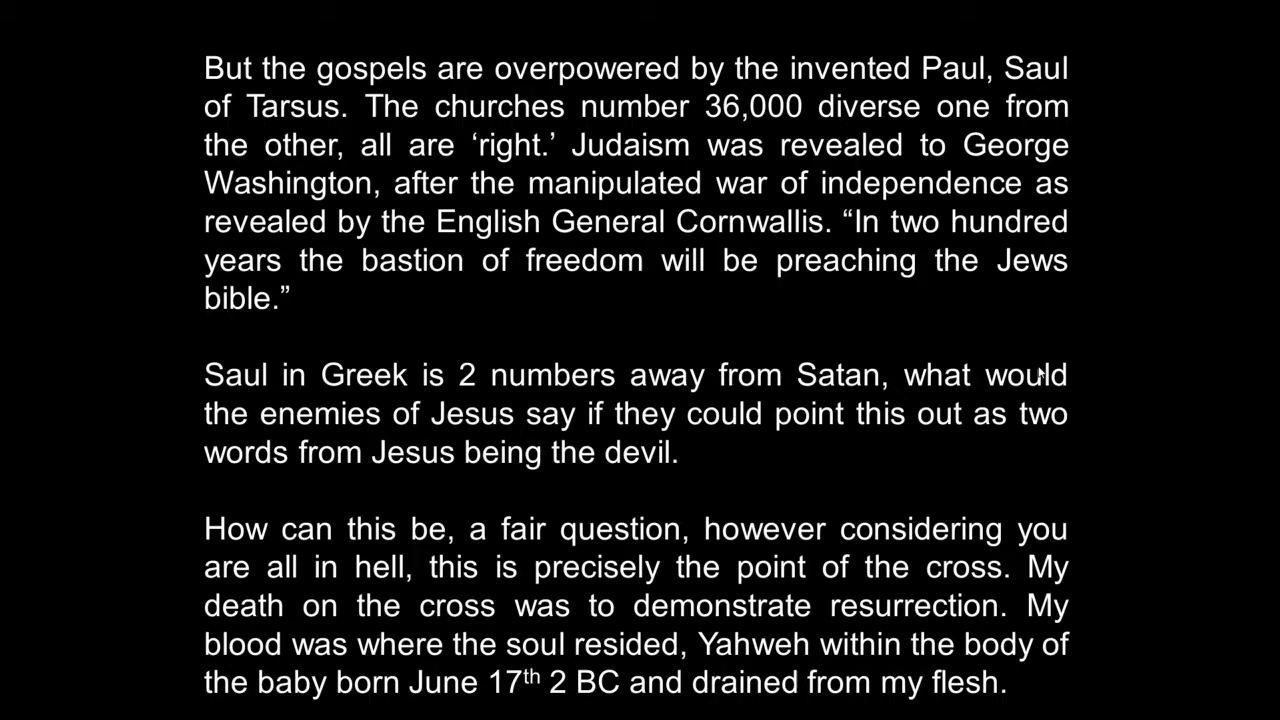 But the gospels are overpowered by the invented Paul, Saul
of Tarsus. The churches number 36,000 diverse one from
the other, all are ‘right.’ Judaism was revealed to George
Washington, after the manipulated war of independence as
revealed by the English General Cornwallis. “In two hundred
years the bastion of freedom will be preaching the Jews
bible.”
Saul in Greek is 2 numbers away from Satan, what would
the enemies of Jesus say if they could point this out as two
words from Jesus being the devil.
How can this be, a fair question, however considering you
are all in hell, this is precisely the point of the cross. My
death on the cross was to demonstrate resurrection. My
blood was where the soul resided, Yahweh within the body of
the baby born June 17th 2 BC and drained from my flesh.